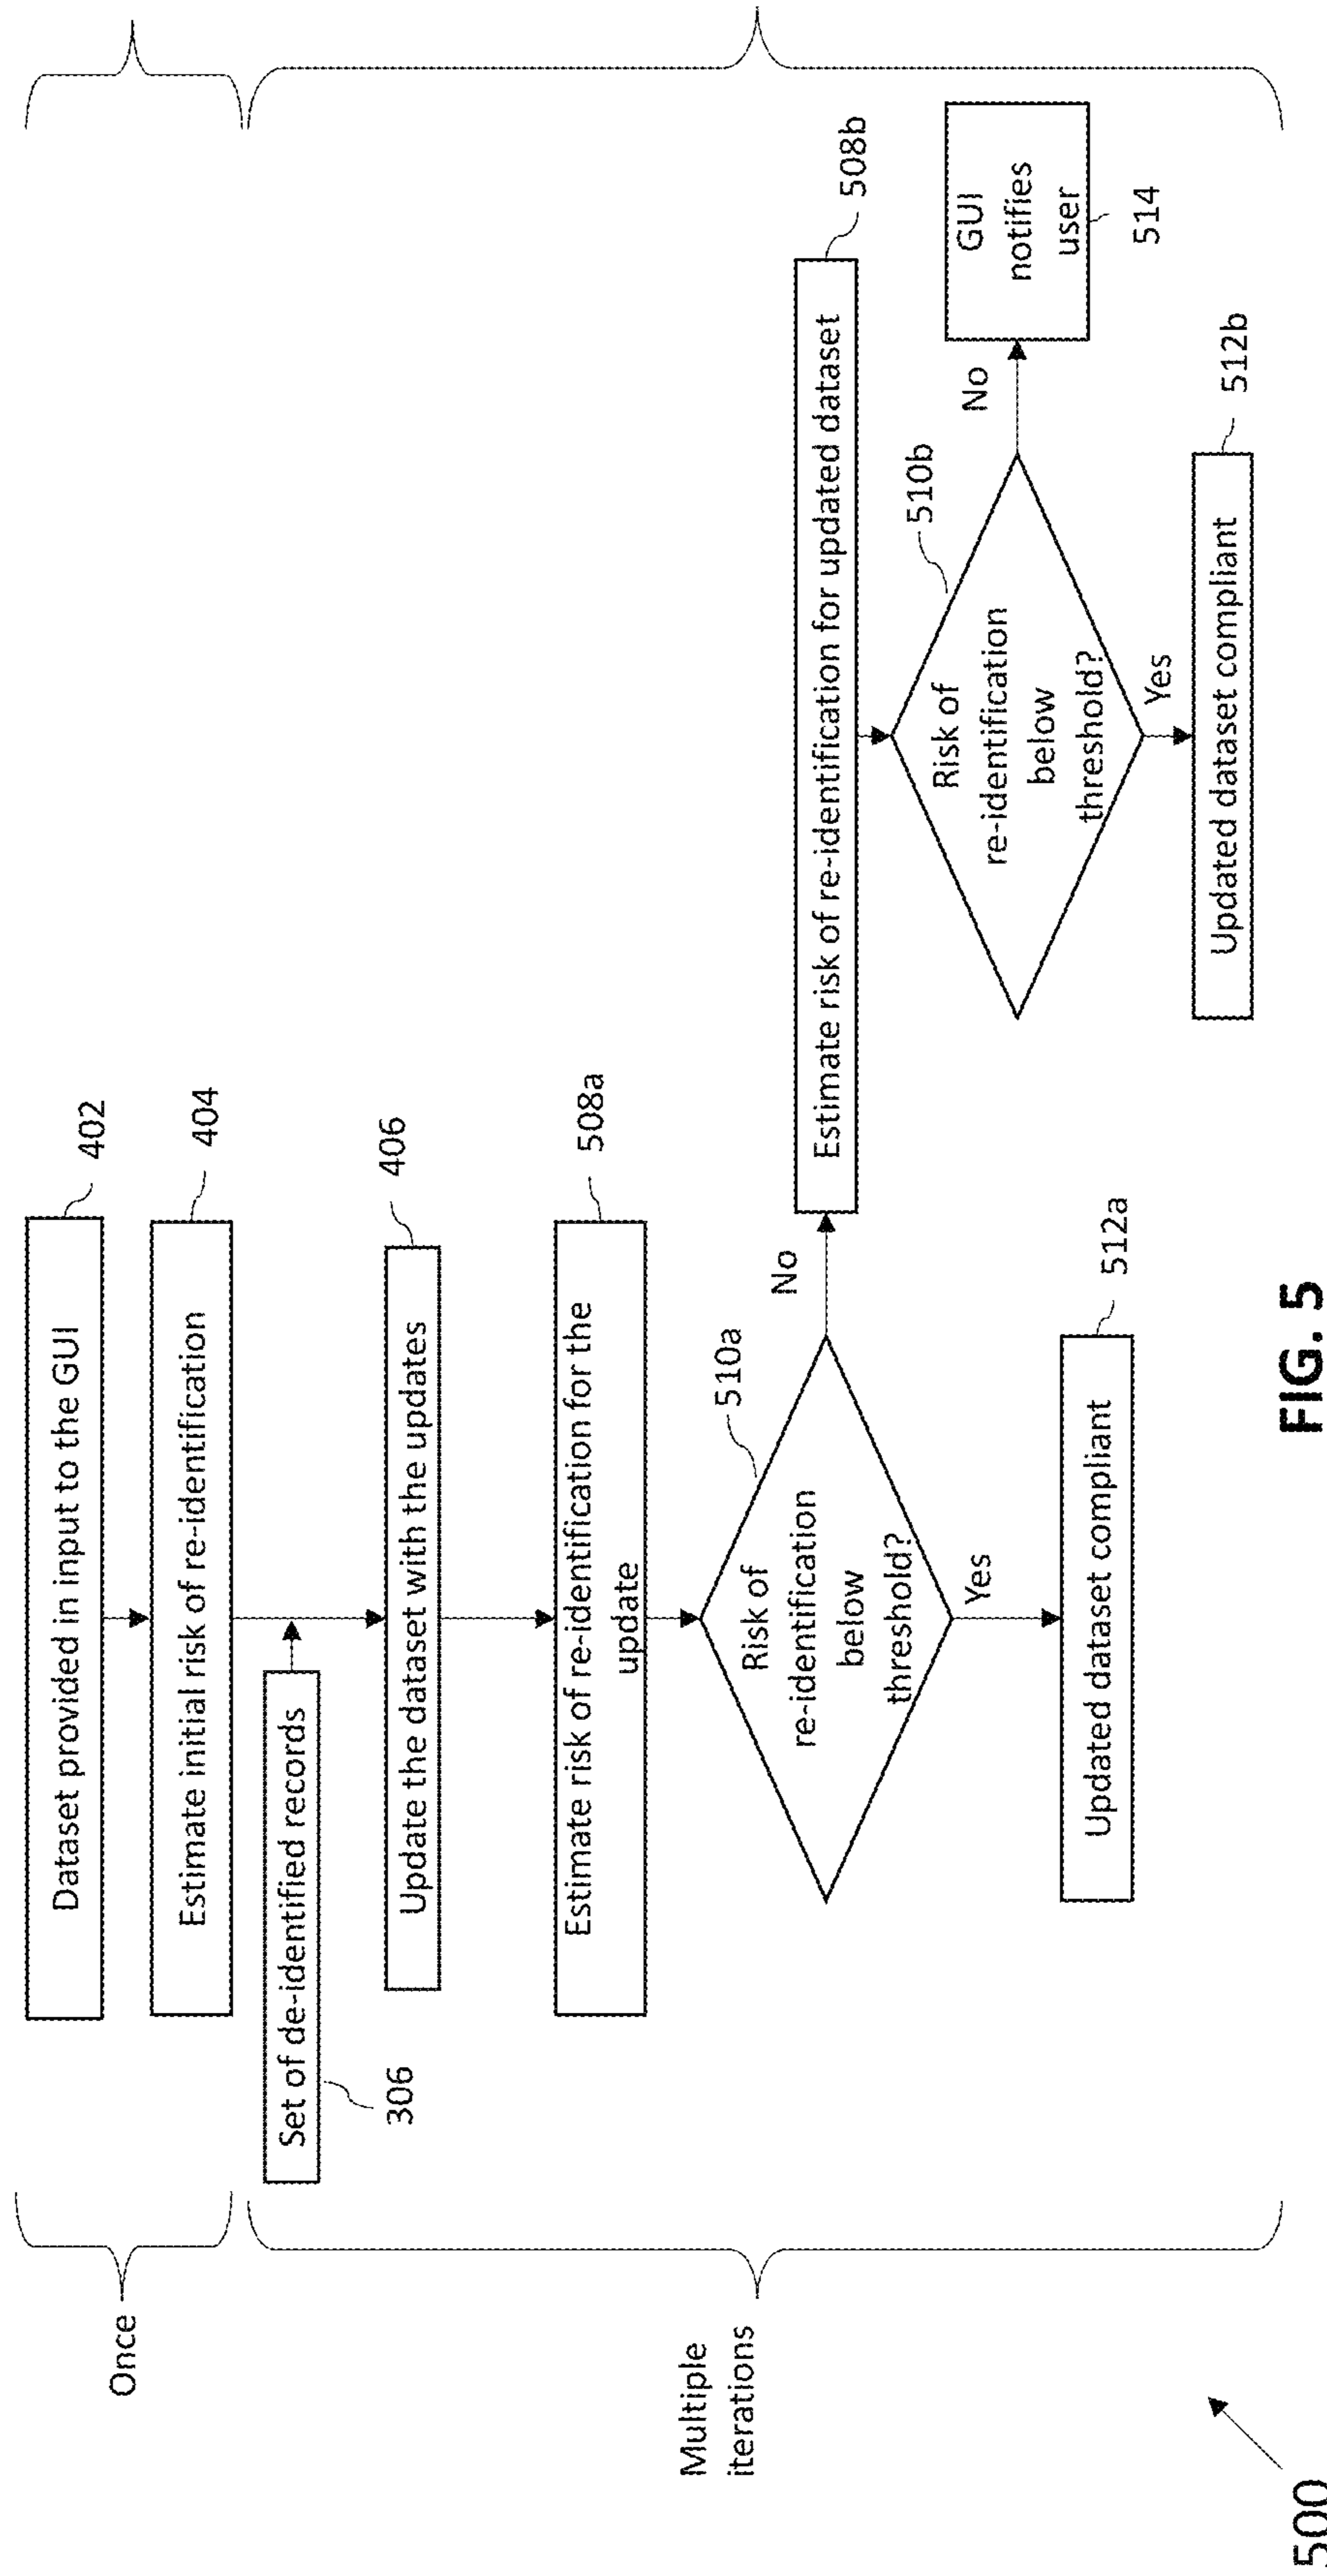 Once
Dataset provided in input to the GUI
402
Estimate initial risk of re-identification
404
Set of de-identified records
306
Update the dataset with the updates
406
Multiple
iterations
Estimate risk of re-identification for the
update
508a
Risk of
re-identification
below
threshold?
510a
No
Yes
Updated dataset compliant
512a
Estimate risk of re-identification for updated dataset
508b
Risk of
re-identification
below
threshold?
510b
No
GUI
notifies
user
514
Yes
Updated dataset compliant
512b
500
FIG. 5